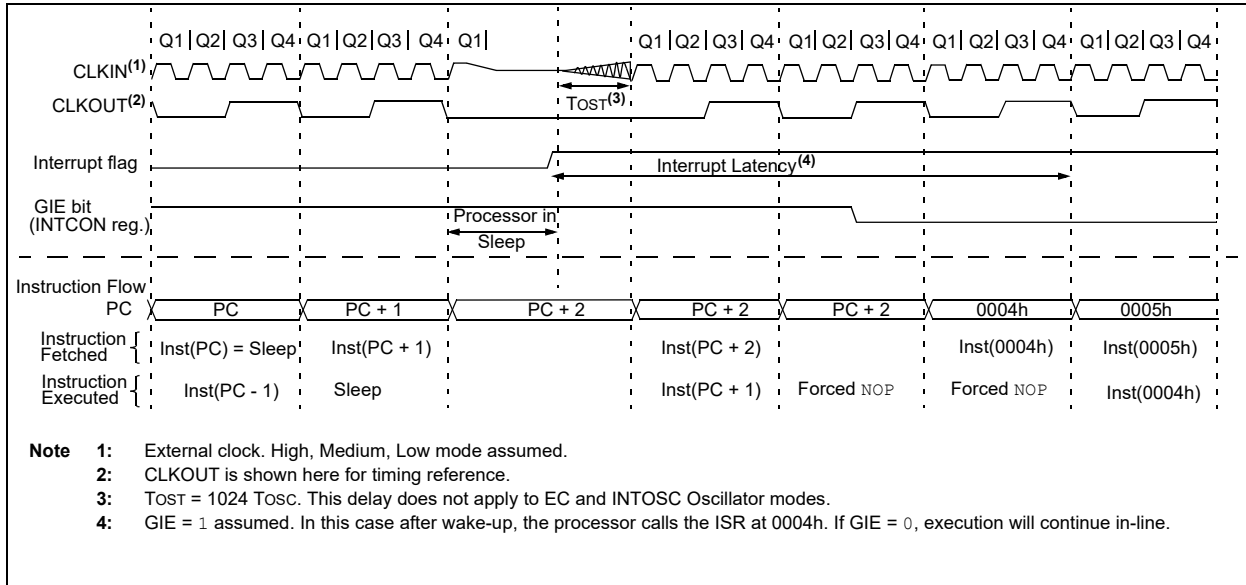 Q1 | Q2 | Q3 | Q4 Q1 | Q2 | Q3 | Q4 Q1 | Q1 | Q2 | Q3 | Q4 Q1 | Q2 | Q3 | Q4 Q1 | Q2 | Q3 | Q4 Q1 | Q2 | Q3 | Q4
CLKIN(1)
CLKOUT(2)
TOST(3)
Interrupt flag
Interrupt Latency(4)
GIE bit
(INTCON reg.)
Processor in
Sleep
Instruction Flow
PC PC PC + 1 PC + 2 PC + 2 PC + 2 0004h 0005h
Instruction
Fetched
Inst(PC) = Sleep Inst(PC + 1) Inst(PC + 2) Inst(0004h) Inst(0005h)
Instruction
Executed
Inst(PC - 1) Sleep Inst(PC + 1) Forced NOP Forced NOP Inst(0004h)
Note 1: External clock. High, Medium, Low mode assumed.
2: CLKOUT is shown here for timing reference.
3: TOST = 1024 TOSC. This delay does not apply to EC and INTOSC Oscillator modes.
4: GIE = 1 assumed. In this case after wake-up, the processor calls the ISR at 0004h. If GIE = 0, execution will continue in-line.